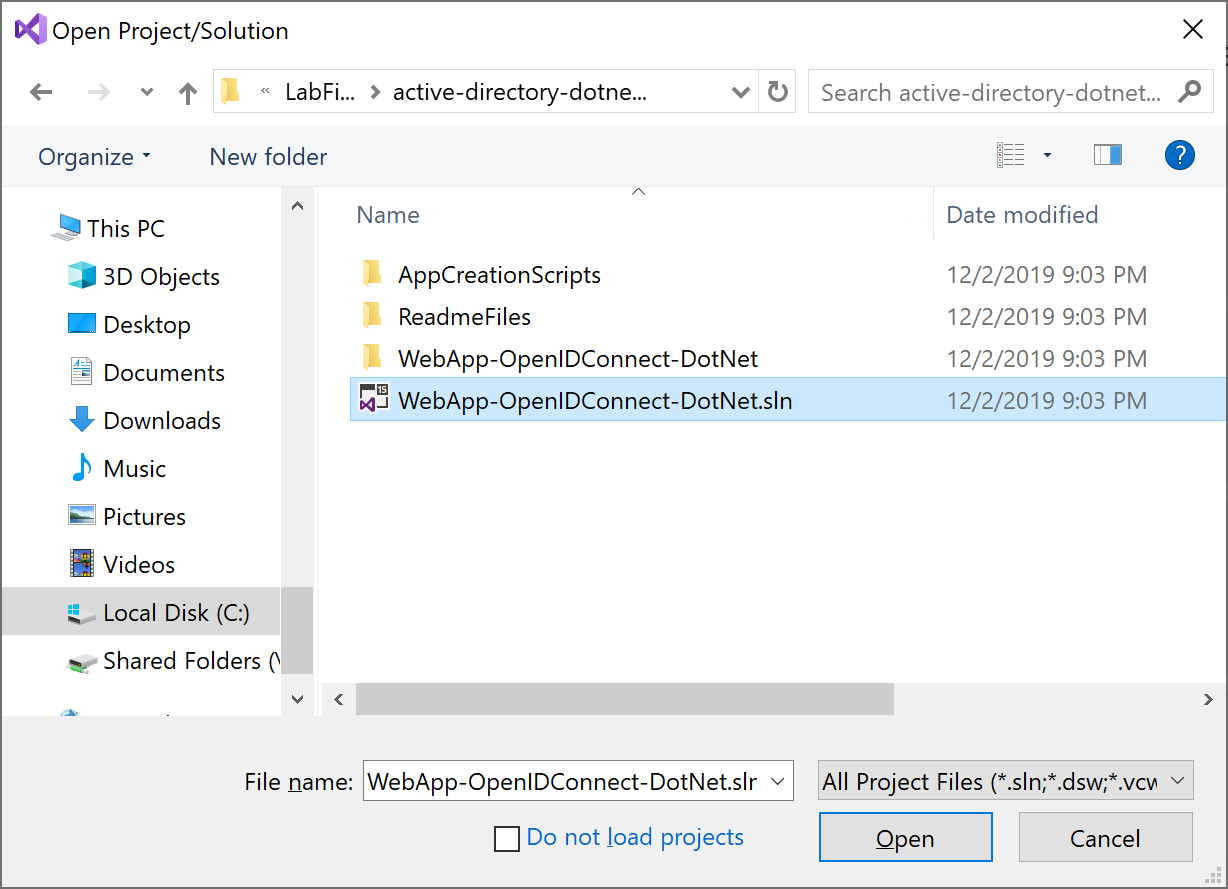 Open Project/Solution
« LabFi... > active-directory-dotne...
Search active-directory-dotnet...
Organize
New folder
?
This PC
3D Objects
Desktop
Documents
Downloads
Music
Pictures
Videos
Local Disk (C:)
Shared Folders (\
Name
Date modified
AppCreationScripts 12/2/2019 9:03 PM
ReadmeFiles 12/2/2019 9:03 PM
WebApp-OpenIDConnect-DotNet 12/2/2019 9:03 PM
15
WebApp-OpenIDConnect-DotNet.sln 12/2/2019 9:03 PM
File name: WebApp-OpenIDConnect-DotNet.sln
All Project Files (*.sln;*.dsw;*.vcw
Do not load projects
Open
Cancel